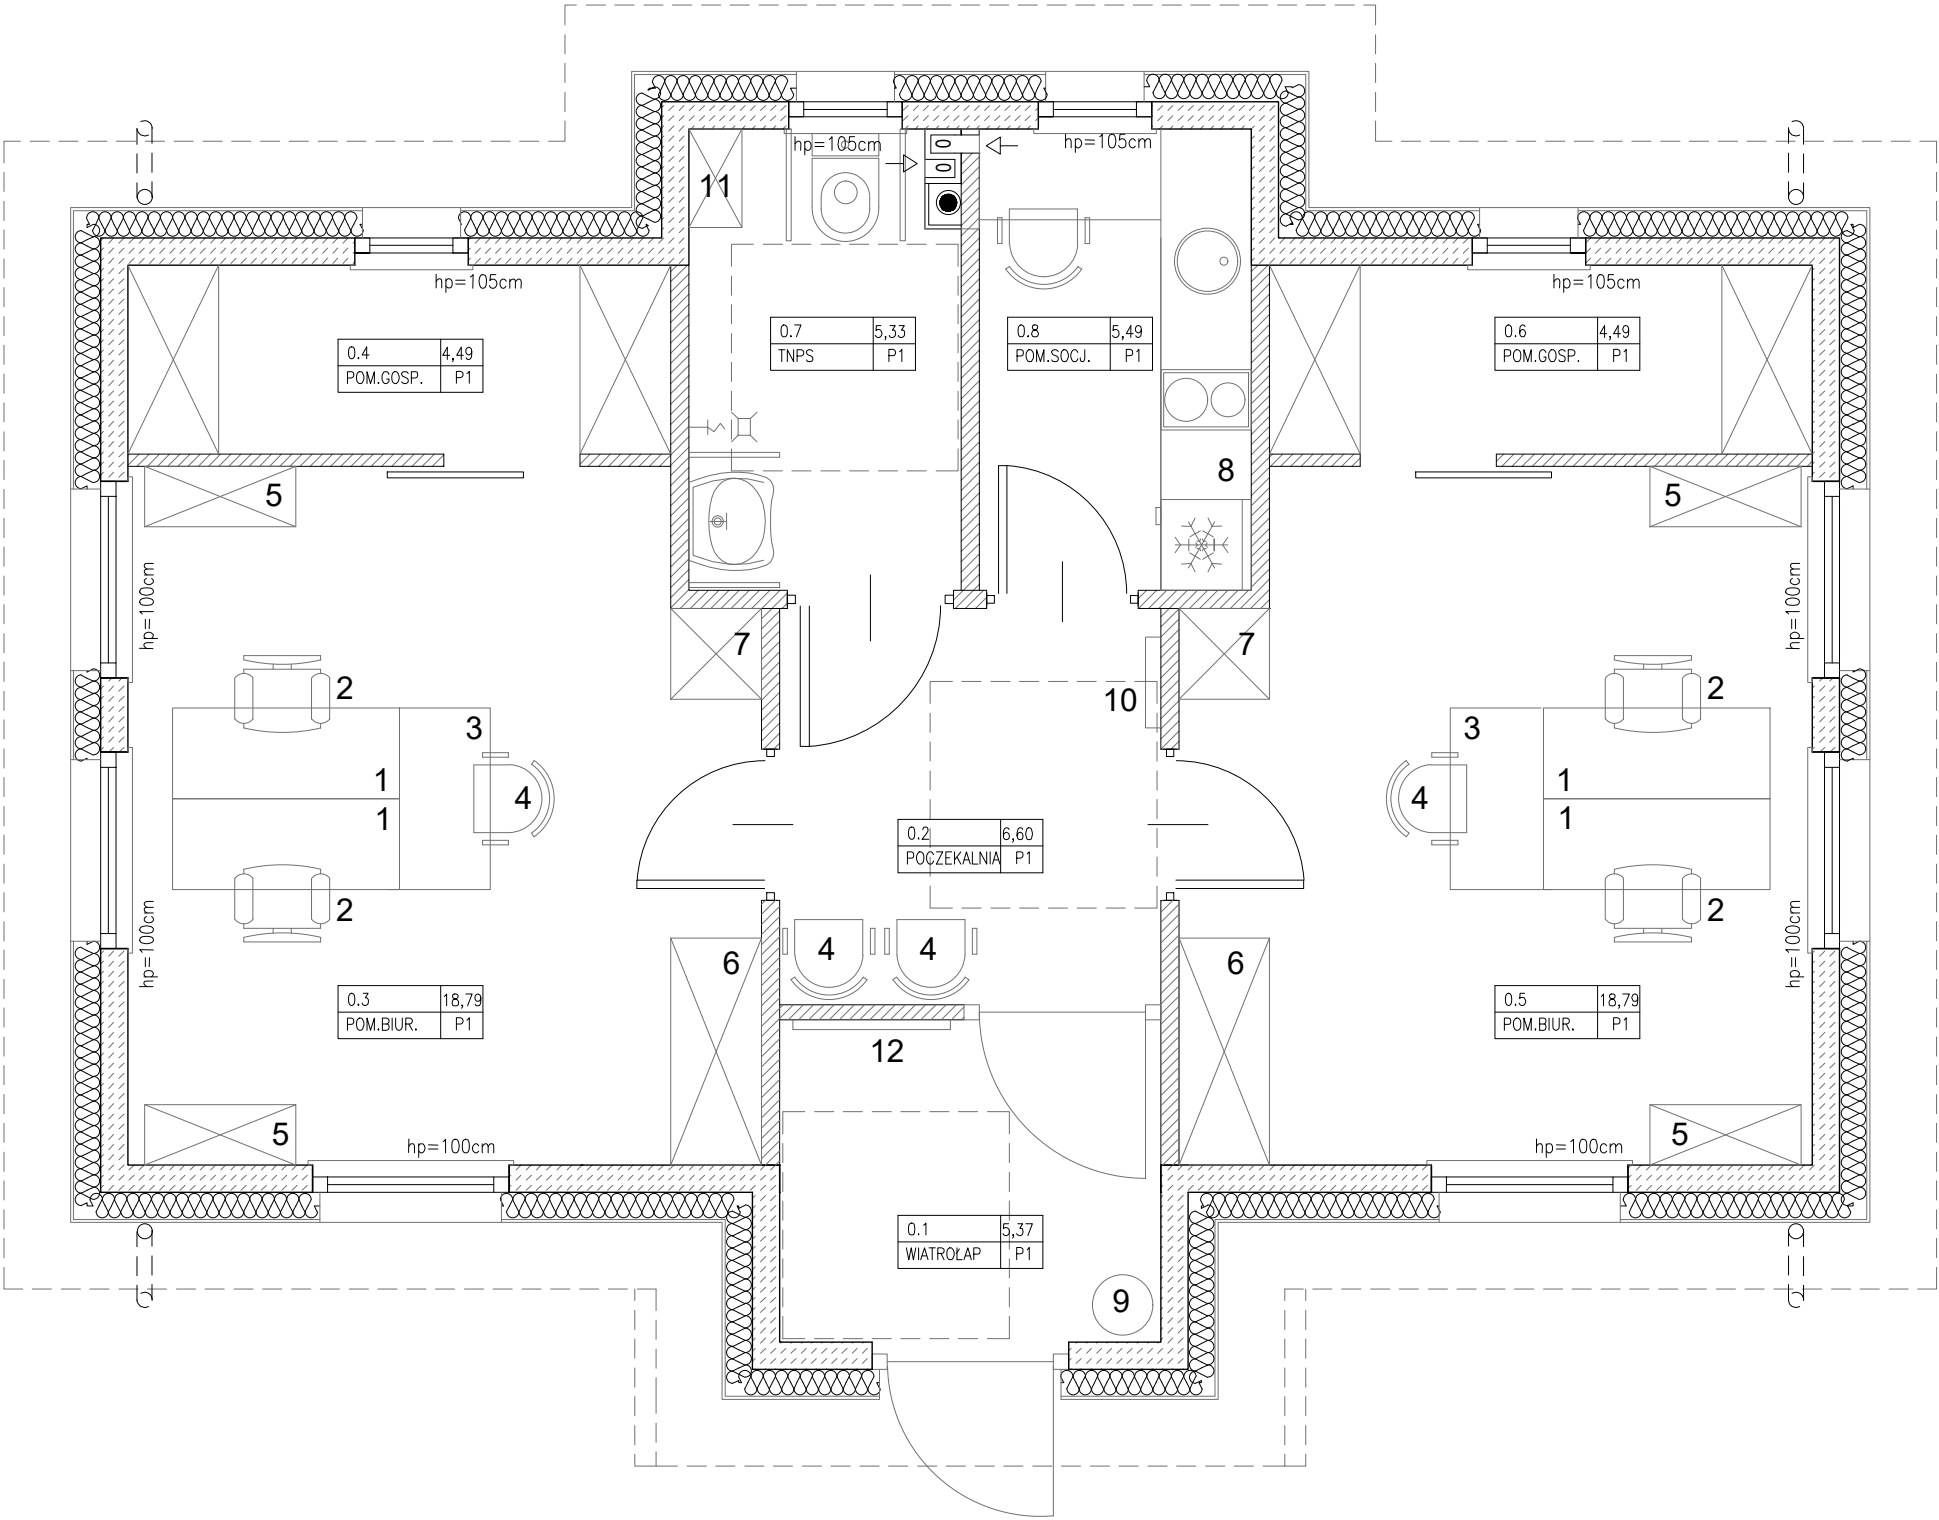 hp=105cm
hp=105cm
11
hp=105cm
hp=105cm
0.7 5,33
TNPS P1
0.8 5,49
POM.SOCJ. P1
0.6 4,49
POM.GOSP. P1
0.4 4,49
POM.GOSP. P1
8
5
5
hp=100cm
hp=100cm
7
7
2
2
10
3
3
1
1
4
4
1
1
0.2 6,60
POCZEKALNIA P1
2
2
hp=100cm
hp=100cm
4
4
6
6
0.3 18,79
POM.BIUR. P1
0.5 18,79
POM.BIUR. P1
12
5
5
hp=100cm
hp=100cm
0.1 5,37
WIATROŁAP P1
9